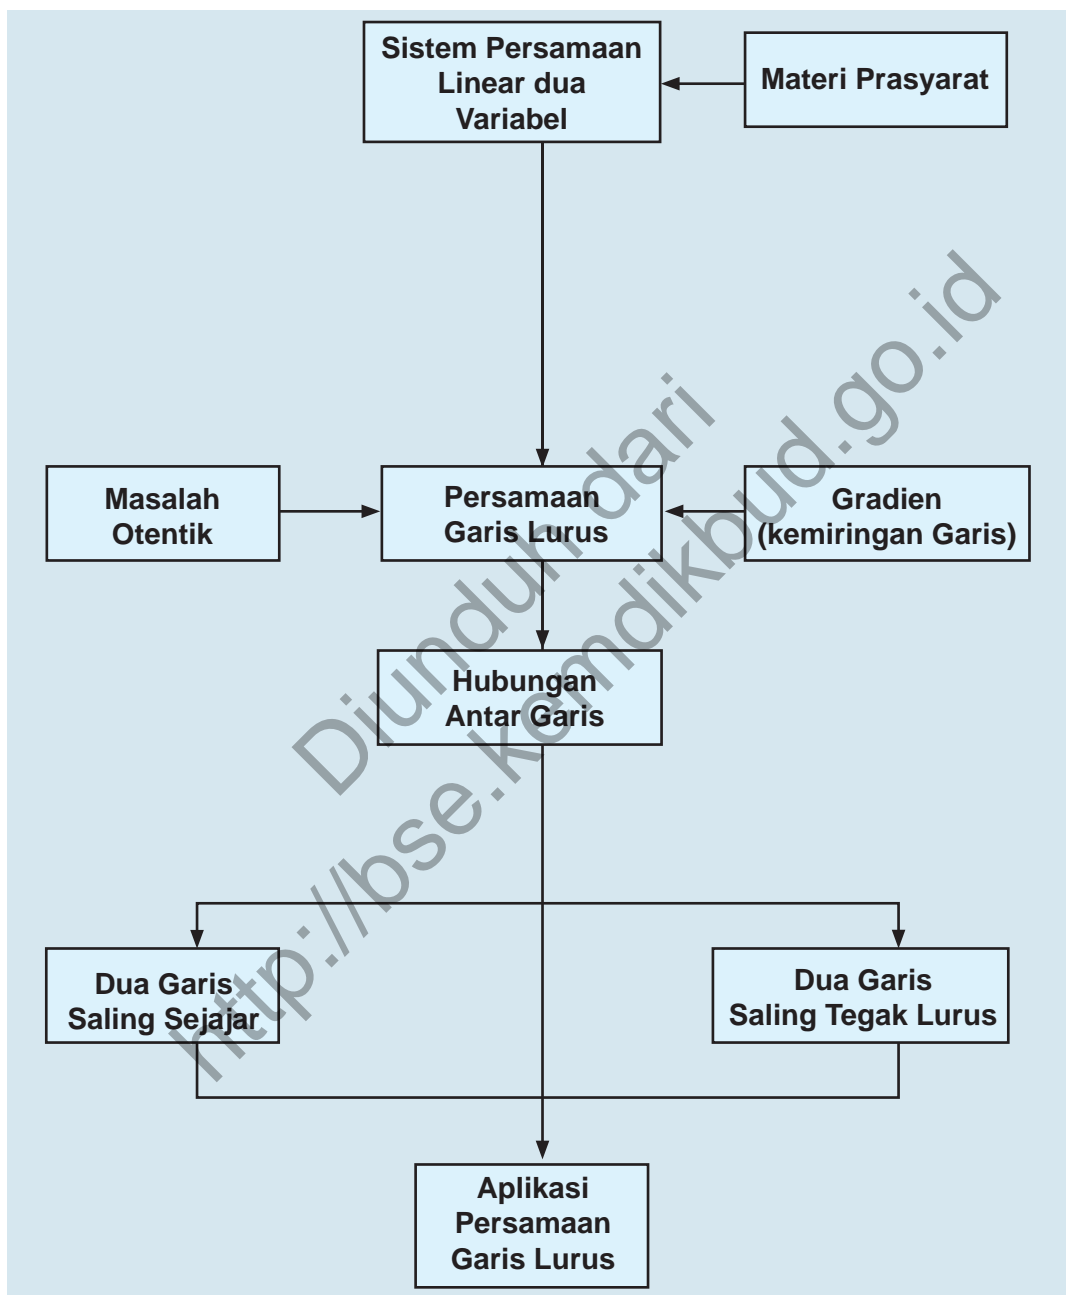 Sistem Persamaan
Linear dua
Variabel
Materi Prasyarat
Masalah
Otentik
Persamaan
Garis Lurus
Gradien
(kemiringan Garis)
Hubungan
Antar Garis
Dua Garis
Saling Sejajar
Dua Garis
Saling Tegak Lurus
Aplikasi
Persamaan
Garis Lurus
Diunduh dari
http://bse.kemdikbud.go.id